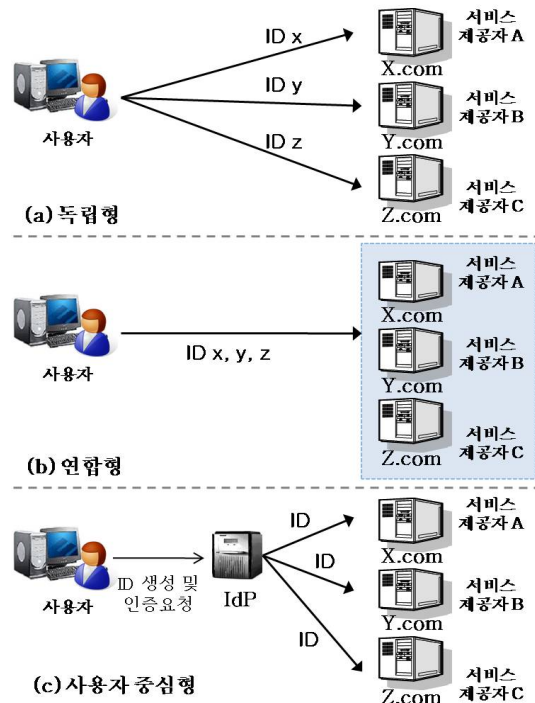 ID x
ID y
ID z
사용자
서비스
제공자 A
X.com
서비스
제공자 B
Y.com
서비스
제공자 C
Z.com
(a) 독립형
사용자
ID x, y, z
서비스
제공자 A
X.com
서비스
제공자 B
Y.com
서비스
제공자 C
Z.com
(b) 연합형
사용자
ID 생성 및
인증요청
IdP
ID
ID
ID
서비스
제공자 A
X.com
서비스
제공자 B
Y.com
서비스
제공자 C
Z.com
(c) 사용자 중심형